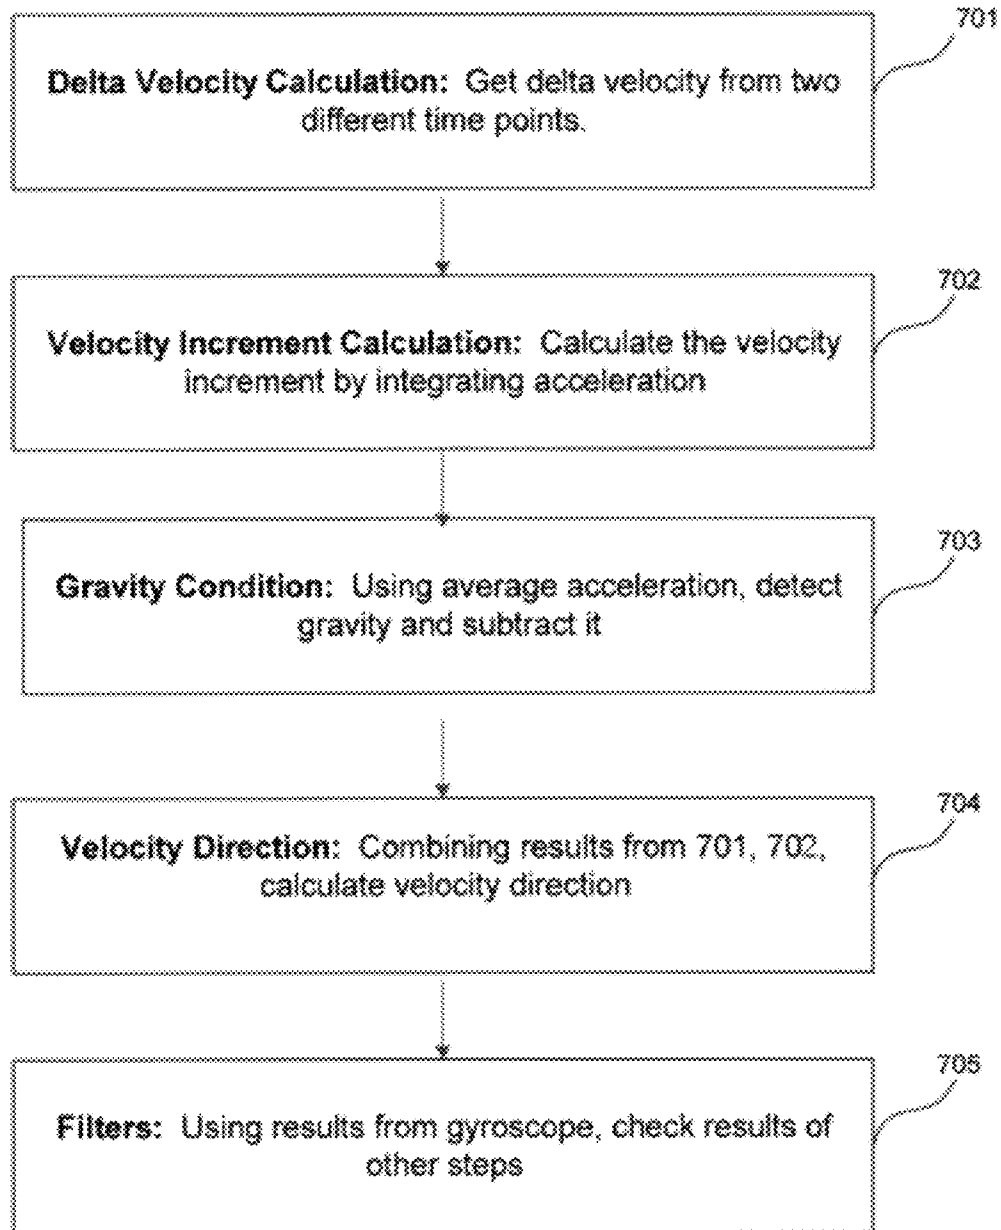 701
Delta Velocity Calculation: Get delta velocity from two
different time points.
702
Velocity Increment Calculation: Calculate the velocity
increment by integrating acceleration
703
Gravity Condition: Using average acceleration, detect
gravity and subtract it
704
Velocity Direction: Combining results from 701, 702,
calculate velocity direction
705
Filters: Using results from gyroscope, check results of
other steps